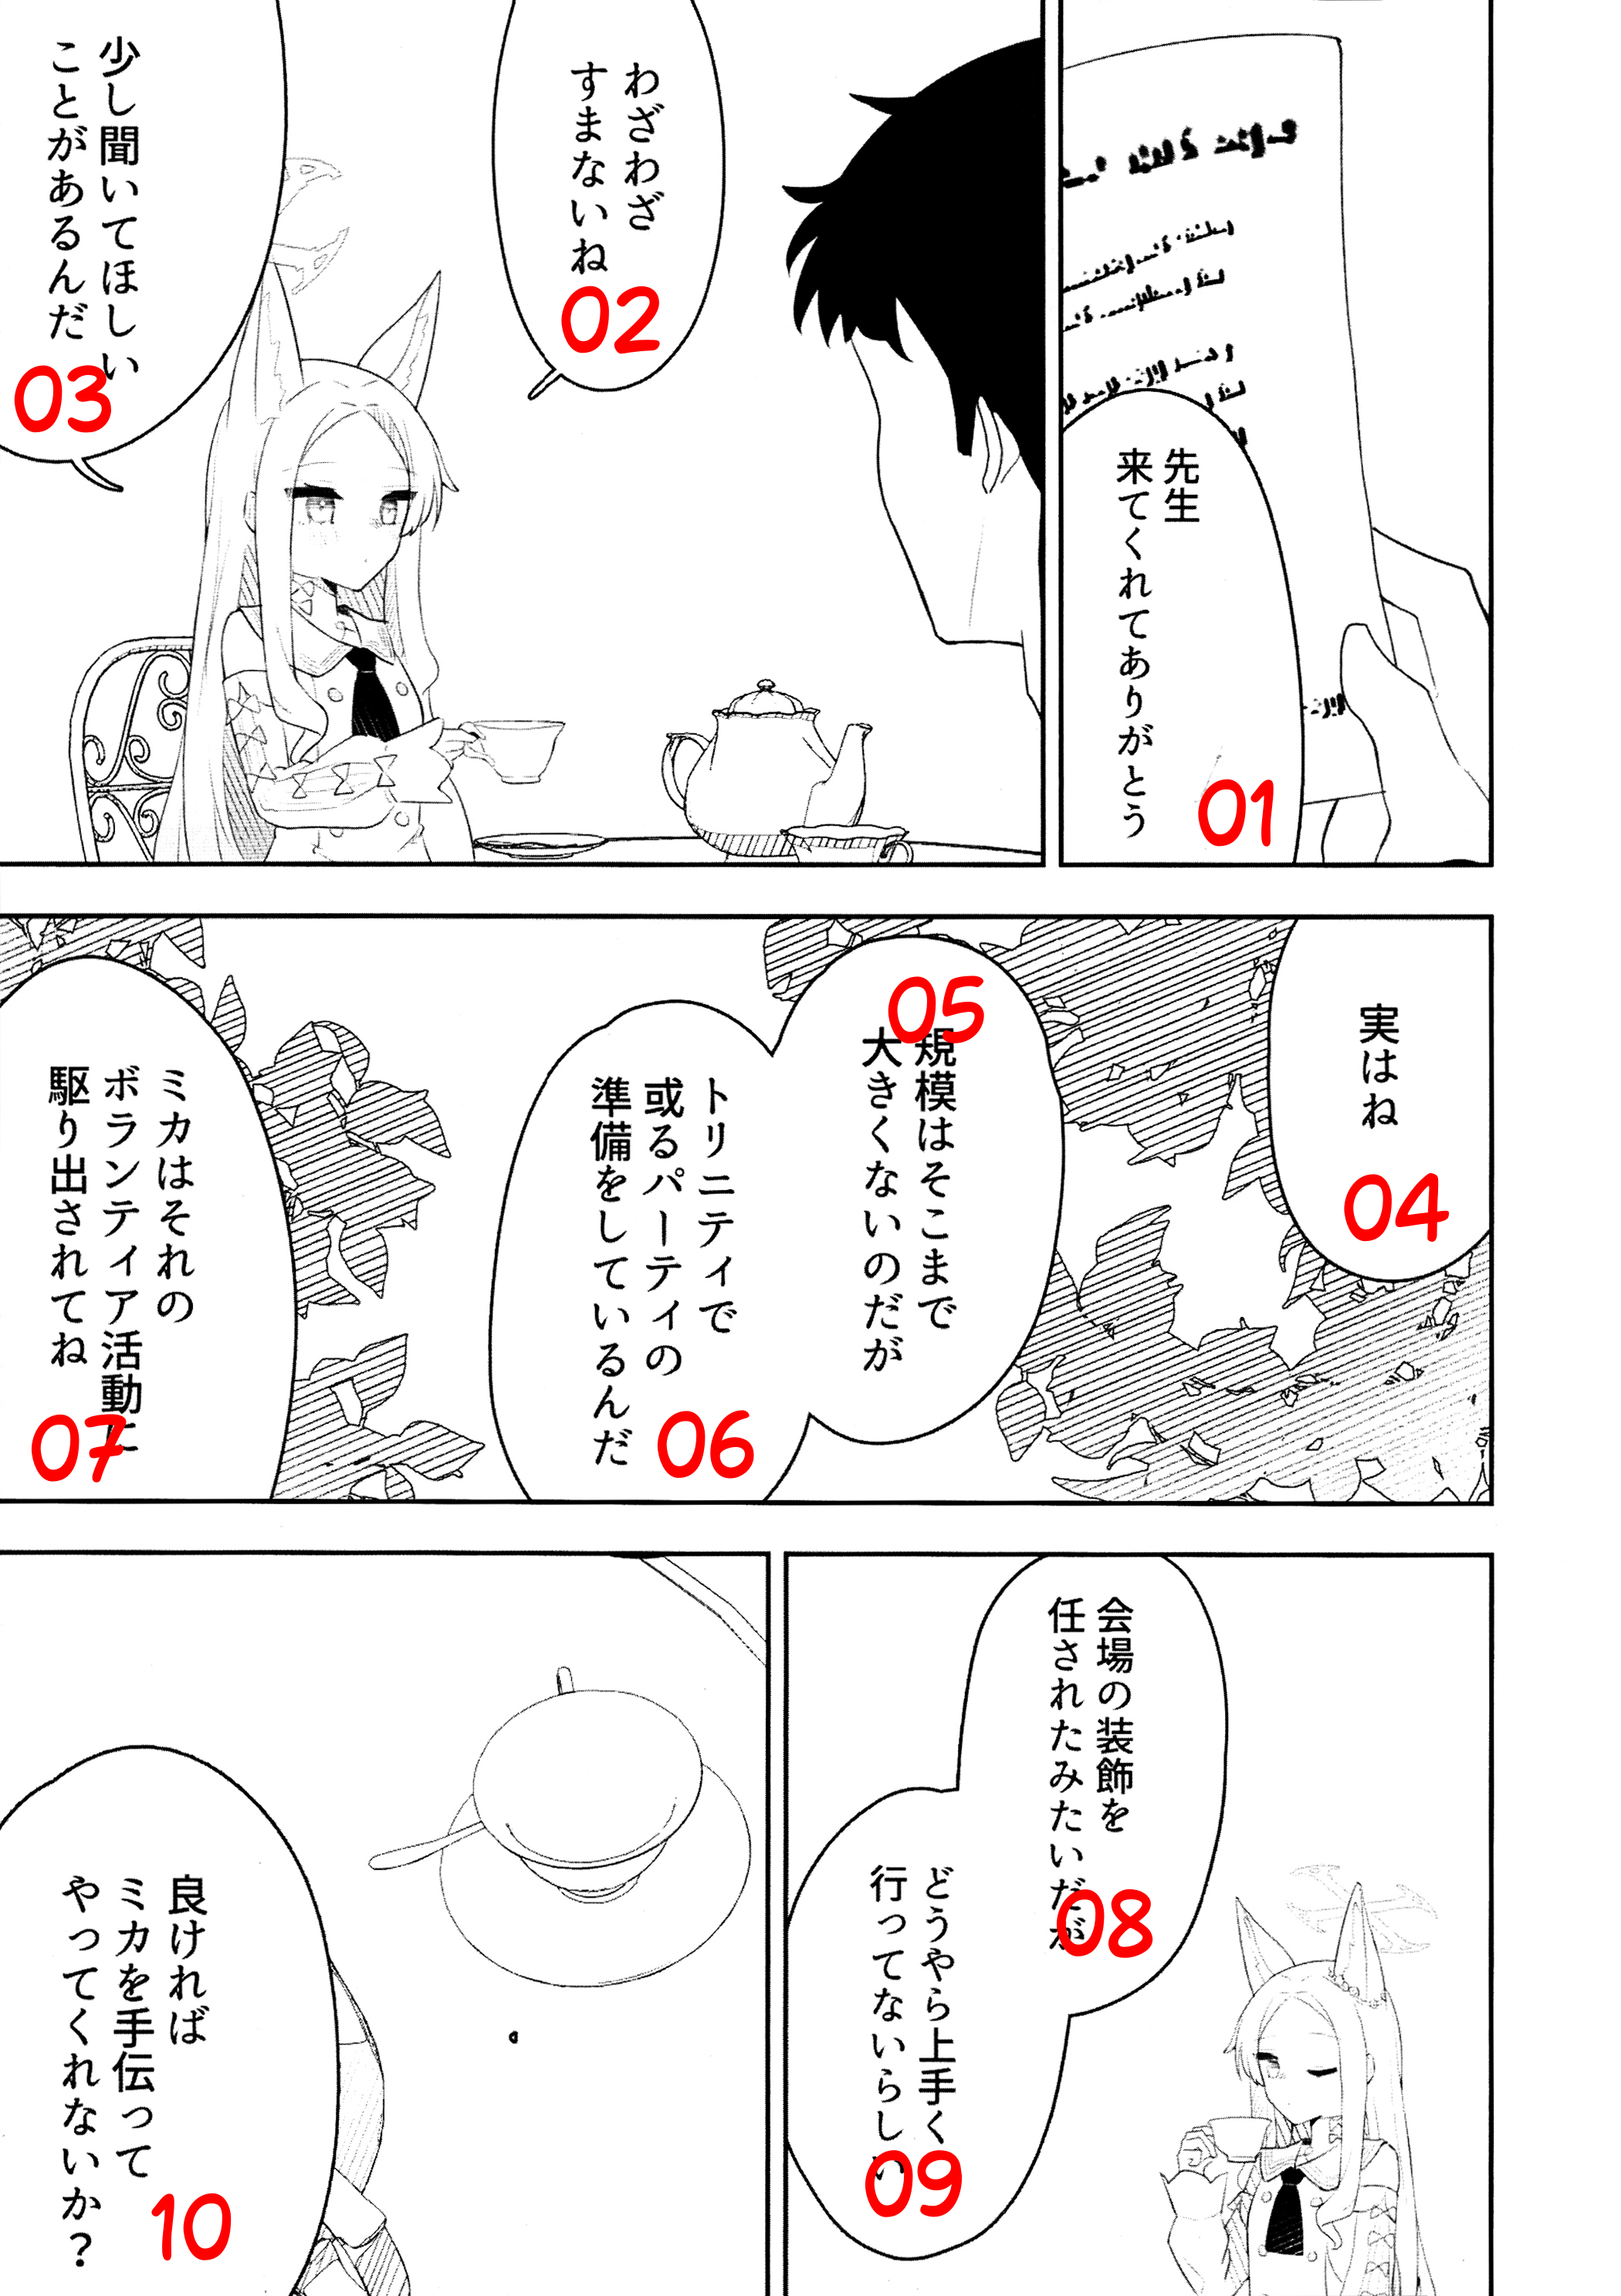 先生
来てくれてありがとう
01
わざわざ
すまないね
02
少し聞いてほしい
ことがあるんだ
03
実はね
04
05
規模はそこまで
大きくないのだが
トリニティで
或るパーティの
準備をしているんだ
06
ミカはそれの
ボランティア活動に
駆り出されてね
07
会場の装飾を
任されたみたいだが
08
どうやら上手く
行ってないらしい
09
良ければ
ミカを手伝って
やってくれないか？
10